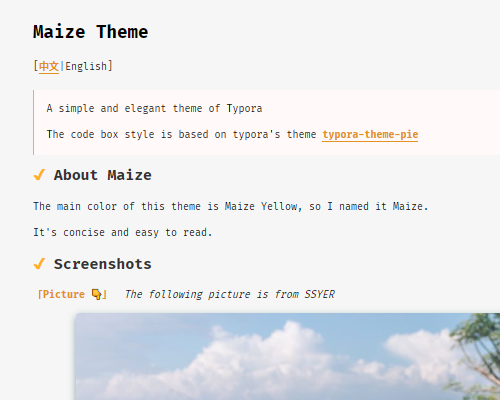 Maize Theme
[中文|English]
A simple and elegant theme of Typora
The code box style is based on typora's theme typora-theme-pie
✔ About Maize
The main color of this theme is Maize Yellow, so I named it Maize.
It's concise and easy to read.
✔ Screenshots
「Picture 👇」 The following picture is from SSYER